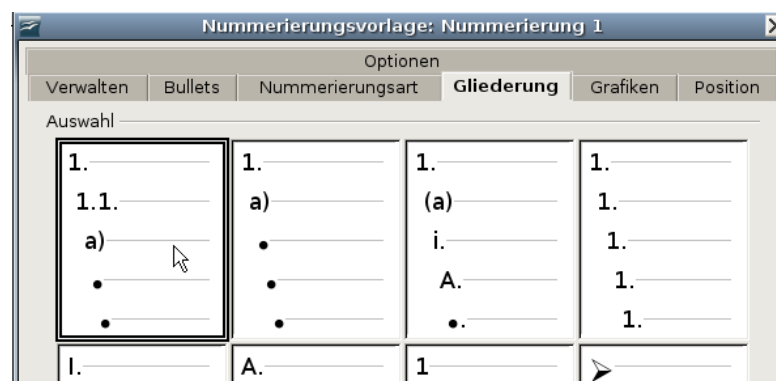 Nummerierungsvorlage: Nummerierung 1
Optionen
Verwalten Bullets Nummerierungsart Gliederung Grafiken Position
Auswahl
1. 1. 1. 1.
1.1. a) (a) 1.
a) • i. 1.
• • A. 1.
• • •. 1.
I. A. 1 ➢